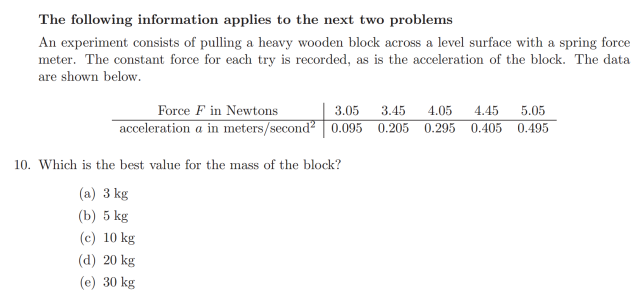 The following information applies to the next two problems
An experiment consists of pulling a heavy wooden block across a level surface with a spring force
meter. The constant force for each try is recorded, as is the acceleration of the block. The data
are shown below.
Force F in Newtons 3.05 3.45 4.05 4.45 5.05
acceleration a in meters/second² 0.095 0.205 0.295 0.405 0.495
10. Which is the best value for the mass of the block?
(a) 3 kg
(b) 5 kg
(c) 10 kg
(d) 20 kg
(e) 30 kg